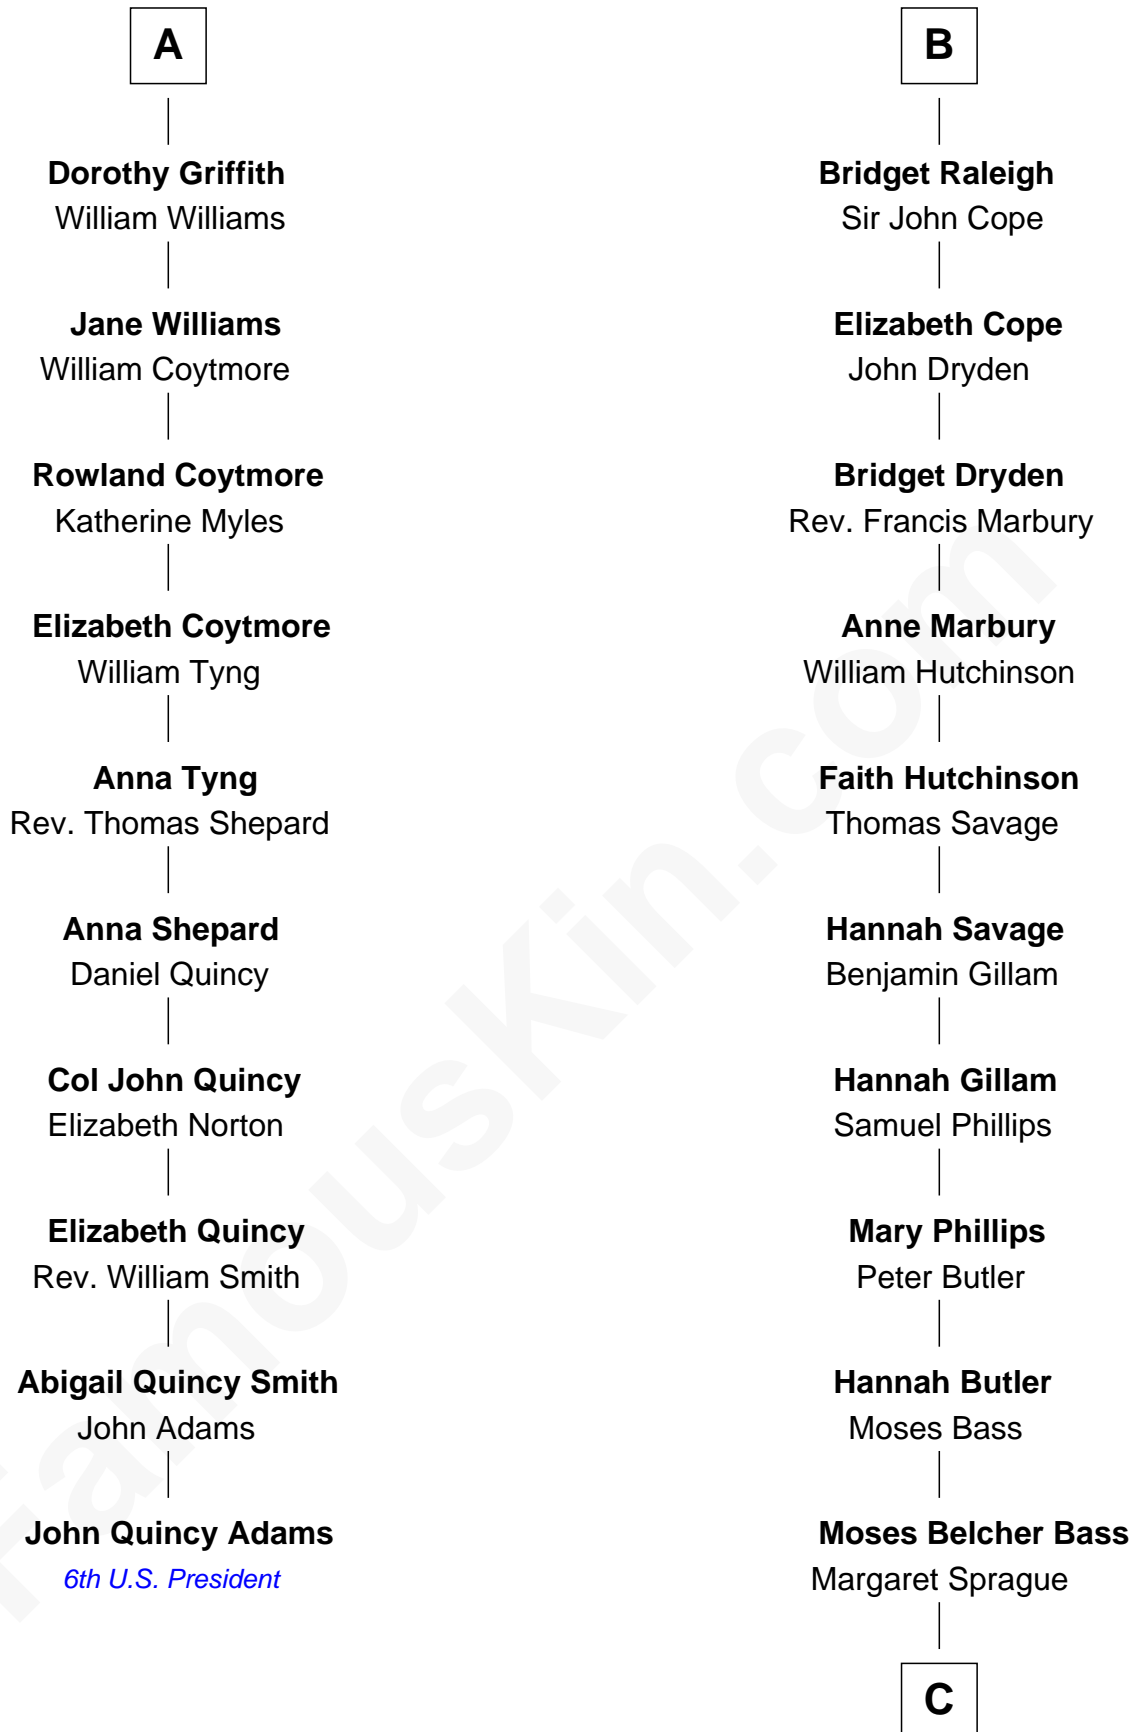 A
Dorothy Griffith
William Williams
Jane Williams
William Coytmore
Rowland Coytmore
Katherine Myles
Elizabeth Coytmore
William Tyng
Anna Tyng
Rev. Thomas Shepard
Anna Shepard
Daniel Quincy
Col John Quincy
Elizabeth Norton
Elizabeth Quincy
Rev. William Smith
Abigail Quincy Smith
John Adams
John Quincy Adams
6th U.S. President
B
Bridget Raleigh
Sir John Cope
Elizabeth Cope
John Dryden
Bridget Dryden
Rev. Francis Marbury
Anne Marbury
William Hutchinson
Faith Hutchinson
Thomas Savage
Hannah Savage
Benjamin Gillam
Hannah Gillam
Samuel Phillips
Mary Phillips
Peter Butler
Hannah Butler
Moses Bass
Moses Belcher Bass
Margaret Sprague
C
FamousKin.com